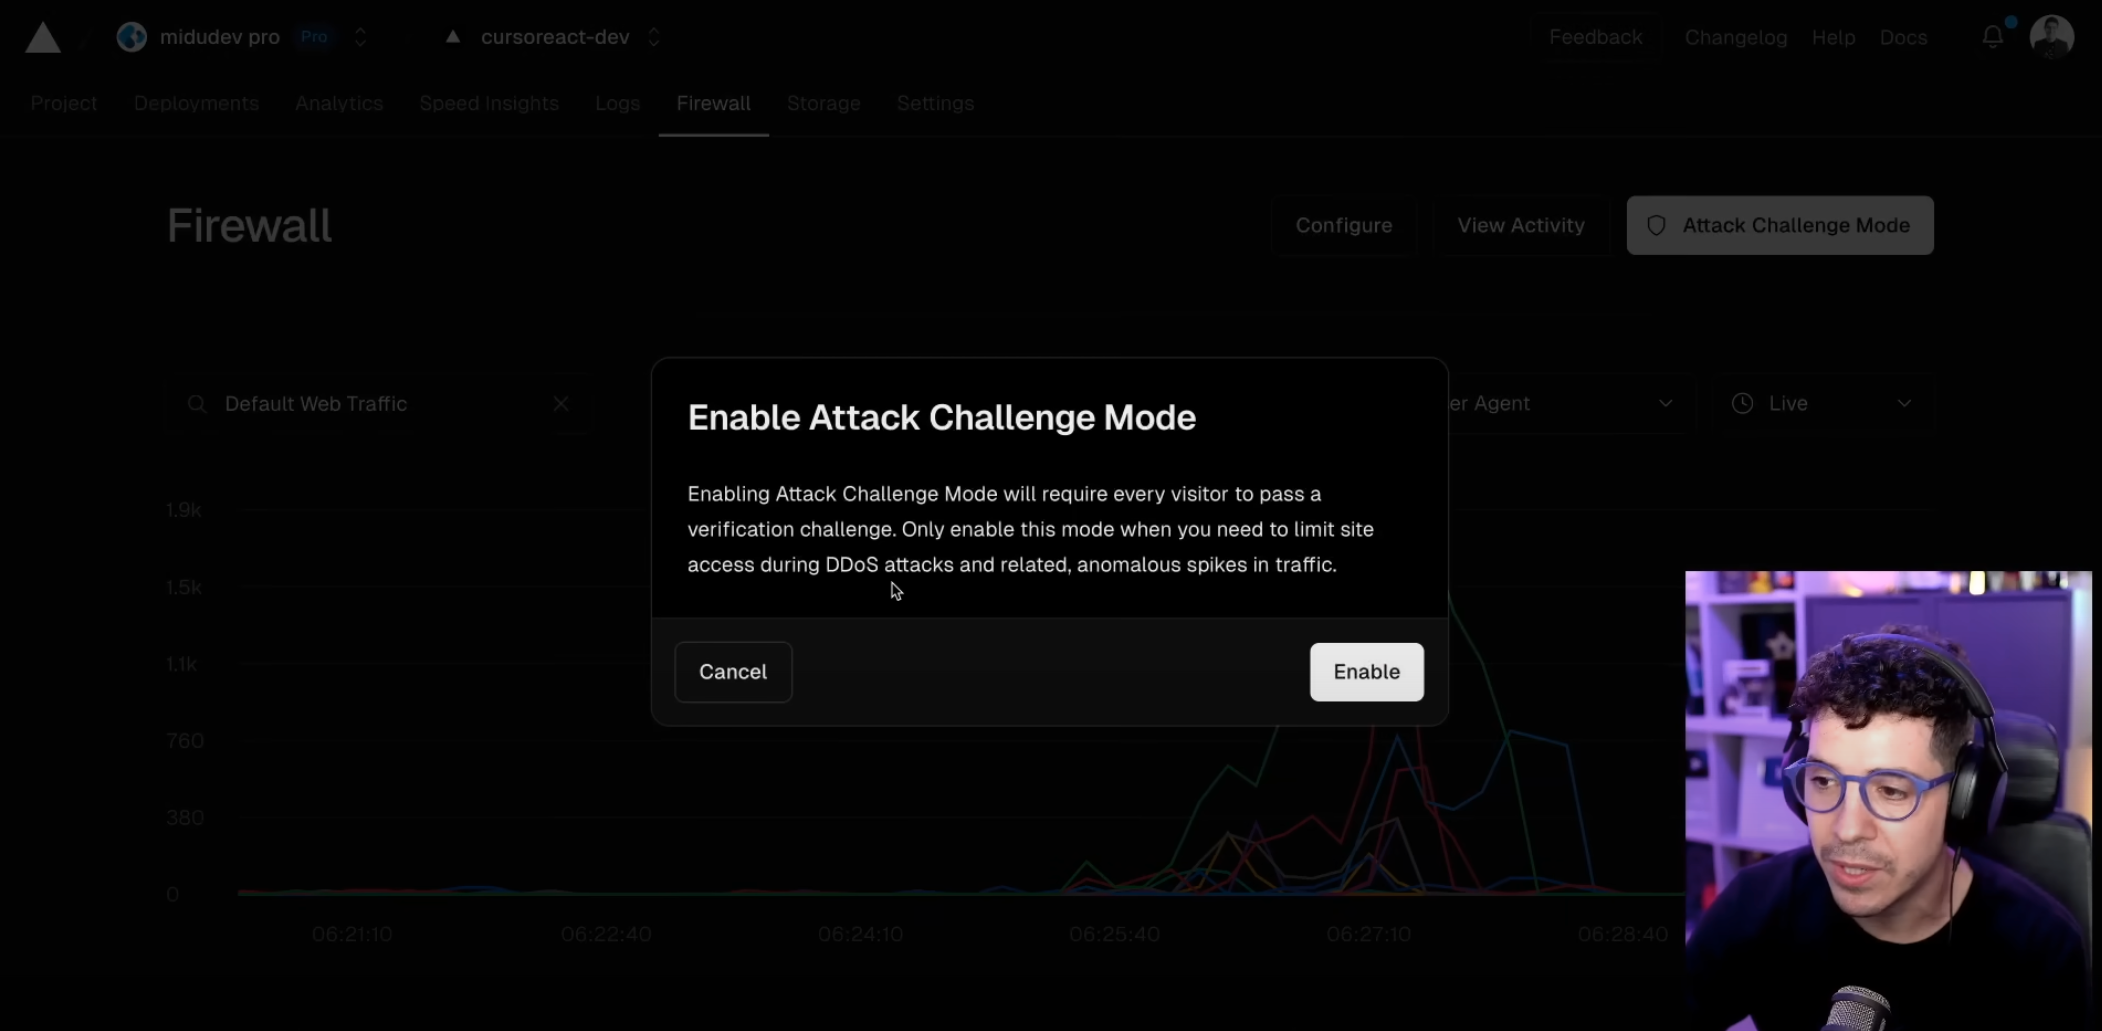 midudev pro Pro cursoreact-dev Feedback Changelog Help Docs
Project Deployments Analytics Speed Insights Logs Firewall Storage Settings
Firewall Configure View Activity Attack Challenge Mode
Default Web Traffic er Agent Live
Enable Attack Challenge Mode
Enabling Attack Challenge Mode will require every visitor to pass a
verification challenge. Only enable this mode when you need to limit site
access during DDoS attacks and related, anomalous spikes in traffic.
Cancel Enable
1.9k
1.5k
1.1k
760
380
0
06:21:10 06:22:40 06:24:10 06:25:40 06:27:10 06:28:40